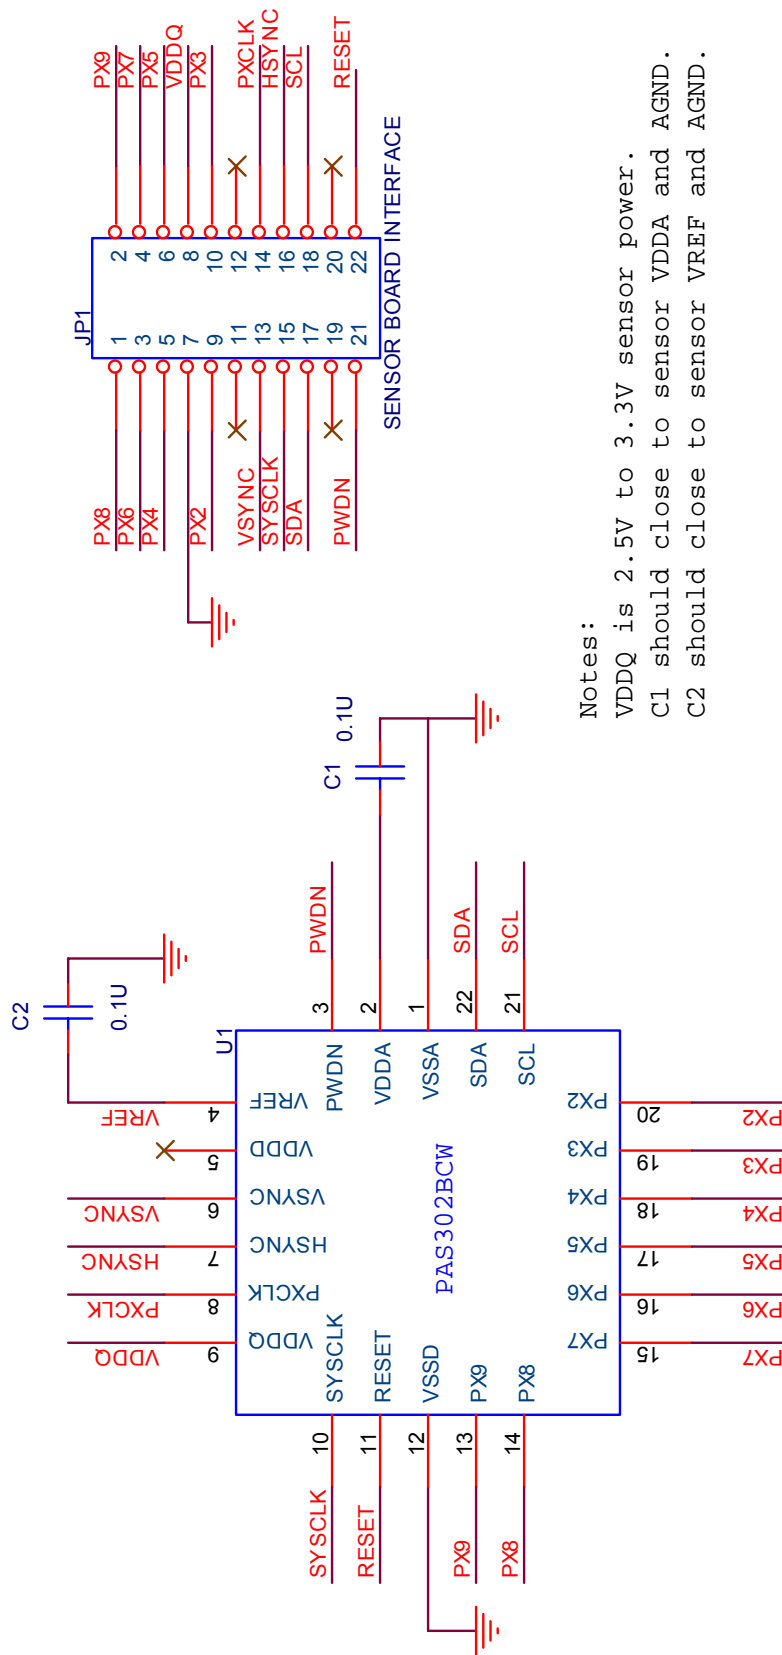 C2
0.1U
VREF
VSYNC
HSYNC
PXCLK
VDDQ
4
5
6
7
8
9
U1
VREF
VDDD
VSYNC
HSYNC
PXCLK
VDDQ
PWDN
3
PWDN
VDDA
2
C1
0.1U
VSSA
1
SDA
22
SDA
SCL
21
SCL
PAS302BCW
SYSCLK
10
SYSCLK
RESET
11
RESET
12
VSSD
PX9
13
PX9
PX8
14
PX8
PX2
PX3
PX4
PX5
PX6
PX7
20
19
18
17
16
15
PX2
PX3
PX4
PX5
PX6
PX7
JP1
PX8 1 2 PX9
PX6 3 4 PX7
PX4 5 6 PX5
7 8 VDDQ
PX2 9 10 PX3
11 12
VSYNC 13 14 PXCLK
SYSCLK 15 16 HSYNC
SDA 17 18 SCL
19 20
PWDN 21 22 RESET
SENSOR BOARD INTERFACE
Notes:
VDDQ is 2.5V to 3.3V sensor power.
C1 should close to sensor VDDA and AGND.
C2 should close to sensor VREF and AGND.